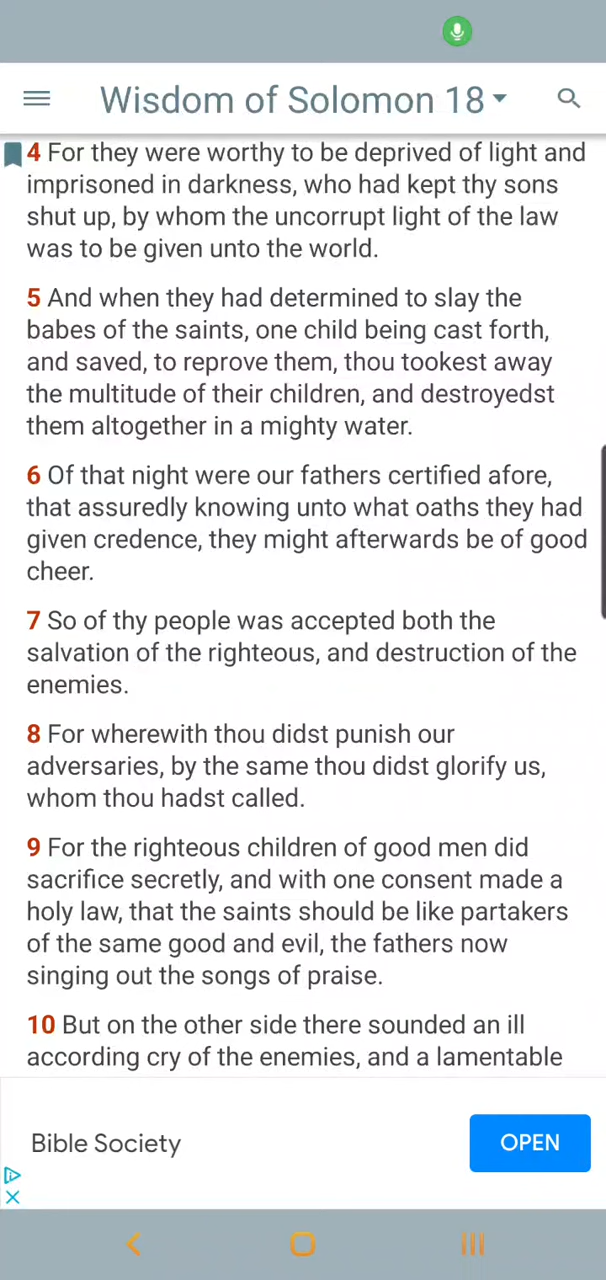 Wisdom of Solomon 18
4 For they were worthy to be deprived of light and
imprisoned in darkness, who had kept thy sons
shut up, by whom the uncorrupt light of the law
was to be given unto the world.
5 And when they had determined to slay the
babes of the saints, one child being cast forth,
and saved, to reprove them, thou tookest away
the multitude of their children, and destroyedst
them altogether in a mighty water.
6 Of that night were our fathers certified afore,
that assuredly knowing unto what oaths they had
given credence, they might afterwards be of good
cheer.
7 So of thy people was accepted both the
salvation of the righteous, and destruction of the
enemies.
8 For wherewith thou didst punish our
adversaries, by the same thou didst glorify us,
whom thou hadst called.
9 For the righteous children of good men did
sacrifice secretly, and with one consent made a
holy law, that the saints should be like partakers
of the same good and evil, the fathers now
singing out the songs of praise.
10 But on the other side there sounded an ill
according cry of the enemies, and a lamentable
Bible Society
OPEN